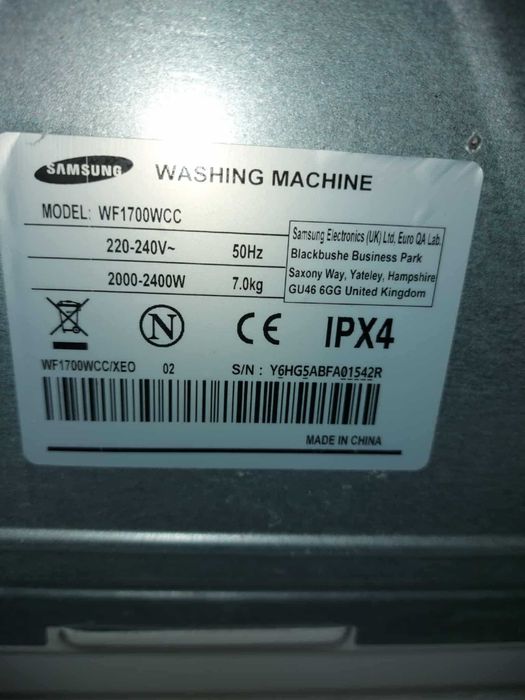 SAMSUNG WASHING MACHINE
MODEL: WF1700WCC
220-240V~ 50Hz
2000-2400W 7.0kg
Samsung Electronics (UK) Ltd, Euro QA Lab.
Blackbushe Business Park
Saxony Way, Yateley, Hampshire
GU46 6GG United Kingdom
N CE IPX4
WF1700WCC/XEO 02 S/N : Y6HG5ABFA01542R
MADE IN CHINA